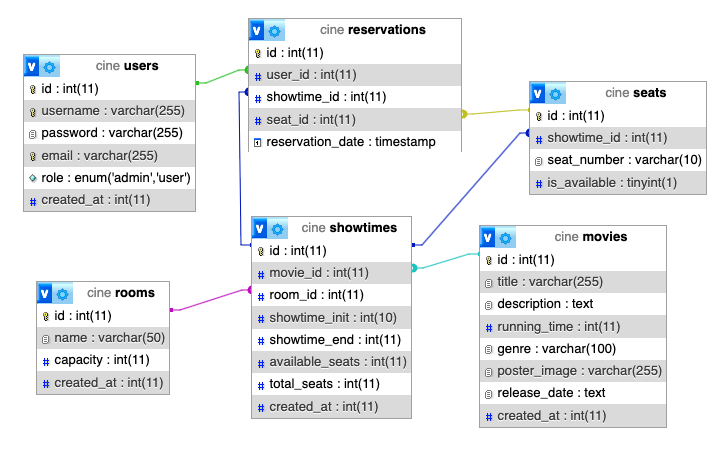 cine users
id : int(11)
username : varchar(255)
password : varchar(255)
email : varchar(255)
role : enum('admin','user')
created_at : int(11)
cine reservations
id : int(11)
user_id : int(11)
showtime_id : int(11)
seat_id : int(11)
reservation_date : timestamp
cine seats
id : int(11)
showtime_id : int(11)
seat_number : varchar(10)
is_available : tinyint(1)
cine rooms
id : int(11)
name : varchar(50)
capacity : int(11)
created_at : int(11)
cine showtimes
id : int(11)
movie_id : int(11)
room_id : int(11)
showtime_init : int(10)
showtime_end : int(11)
available_seats : int(11)
total_seats : int(11)
created_at : int(11)
cine movies
id : int(11)
title : varchar(255)
description : text
running_time : int(11)
genre : varchar(100)
poster_image : varchar(255)
release_date : text
created_at : int(11)